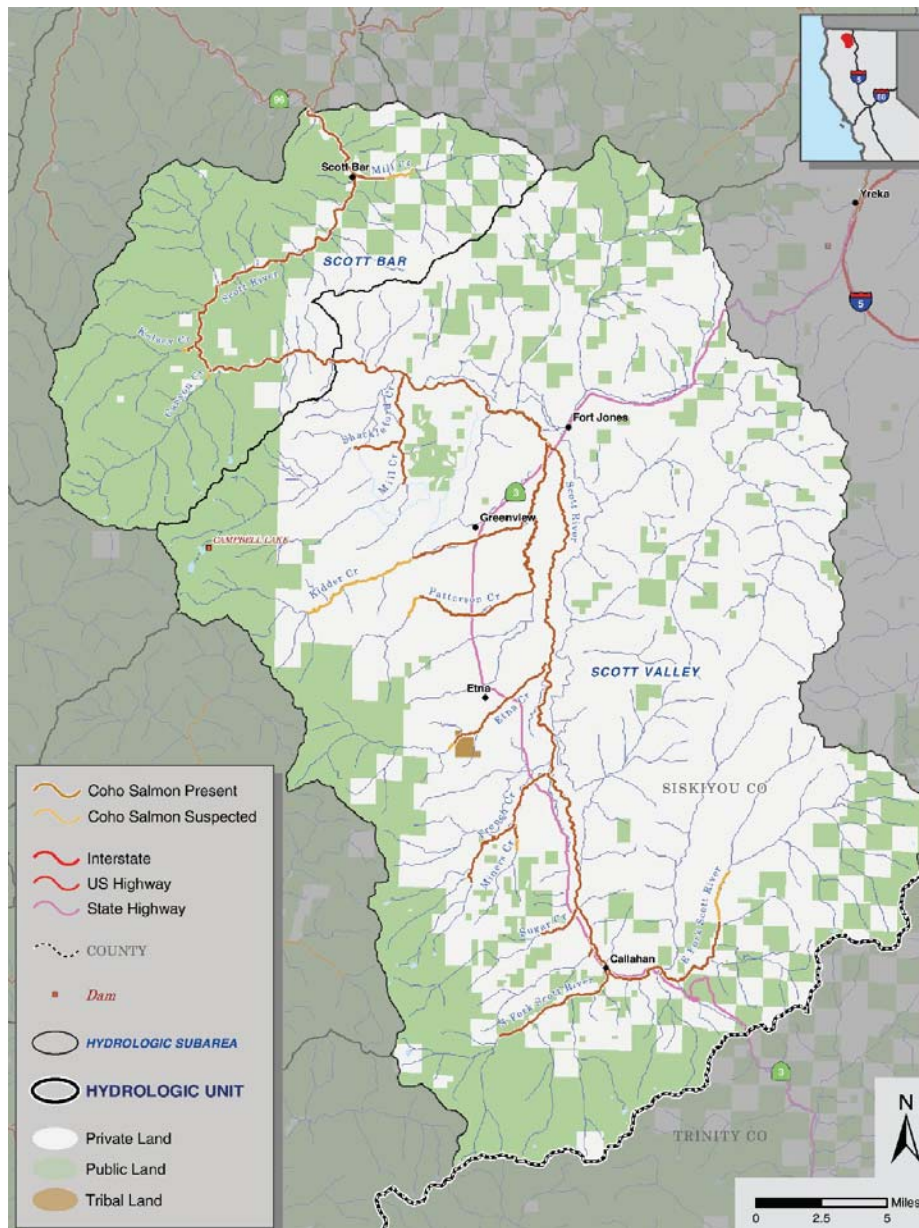 96
Scott Bar
Mill Cr
Yreka
SCOTT BAR
Scott River
5
Kelsey Cr
Canyon Cr
Shackleford Cr
Fort Jones
Mill Cr
3
Scott River
Greenview
CAMPBELL LAKE
Kidder Cr
Patterson Cr
SCOTT VALLEY
Etna
Etna Cr
SISKIYOU CO
French Cr
Miners Cr
E Fork Scott River
Sugar Cr
Callahan
S Fork Scott River
3
TRINITY CO
Coho Salmon Present
Coho Salmon Suspected
Interstate
US Highway
State Highway
COUNTY
Dam
HYDROLOGIC SUBAREA
HYDROLOGIC UNIT
Private Land
Public Land
Tribal Land
N
Miles
0 2.5 5
5